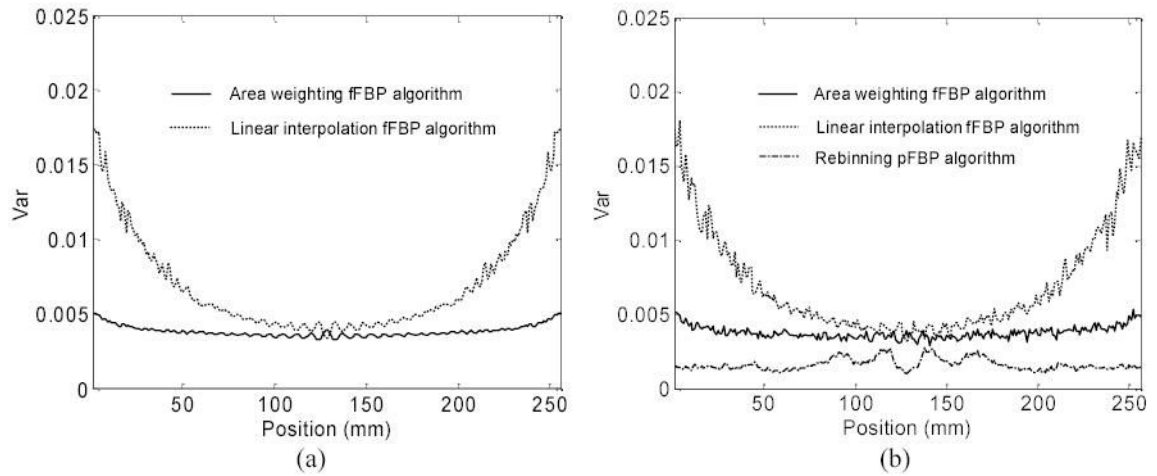 0.025
0.02
0.015
0.01
0.005
0
Var
Area weighting fFBP algorithm
Linear interpolation fFBP algorithm
50
100
150
200
250
Position (mm)
(a)
0.025
0.02
0.015
0.01
0.005
0
Var
Area weighting fFBP algorithm
Linear interpolation fFBP algorithm
Rebinning pFBP algorithm
50
100
150
200
250
Position (mm)
(b)